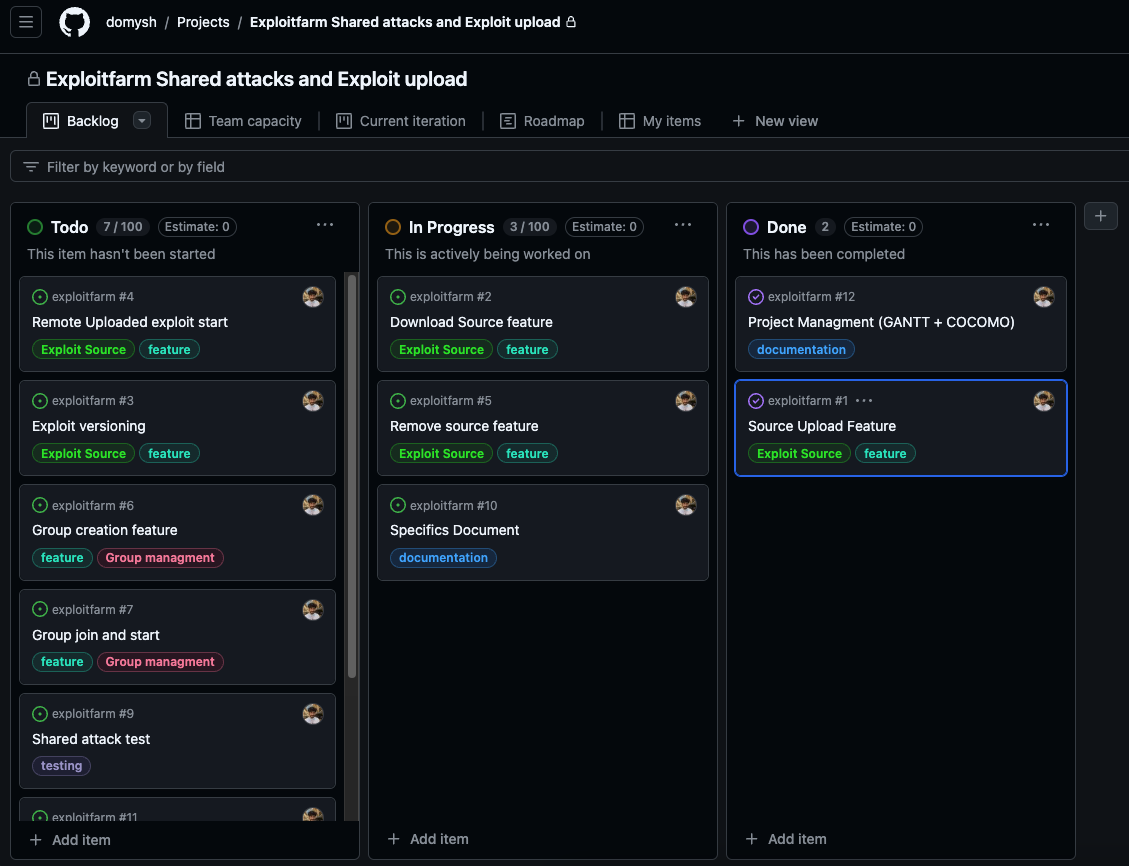 domysh / Projects / Exploitfarm Shared attacks and Exploit upload
Exploitfarm Shared attacks and Exploit upload
Backlog Team capacity Current iteration Roadmap My items + New view
Filter by keyword or by field
Todo 7 / 100 Estimate: 0 ...
This item hasn't been started
exploitfarm #4
Remote Uploaded exploit start
Exploit Source feature
exploitfarm #3
Exploit versioning
Exploit Source feature
exploitfarm #6
Group creation feature
feature Group managment
exploitfarm #7
Group join and start
feature Group managment
exploitfarm #9
Shared attack test
testing
exploitfarm #11
+ Add item
In Progress 3 / 100 Estimate: 0 ...
This is actively being worked on
exploitfarm #2
Download Source feature
Exploit Source feature
exploitfarm #5
Remove source feature
Exploit Source feature
exploitfarm #10
Specifics Document
documentation
+ Add item
Done 2 Estimate: 0 ...
This has been completed
exploitfarm #12
Project Managment (GANTT + COCOMO)
documentation
exploitfarm #1 ...
Source Upload Feature
Exploit Source feature
+ Add item
+